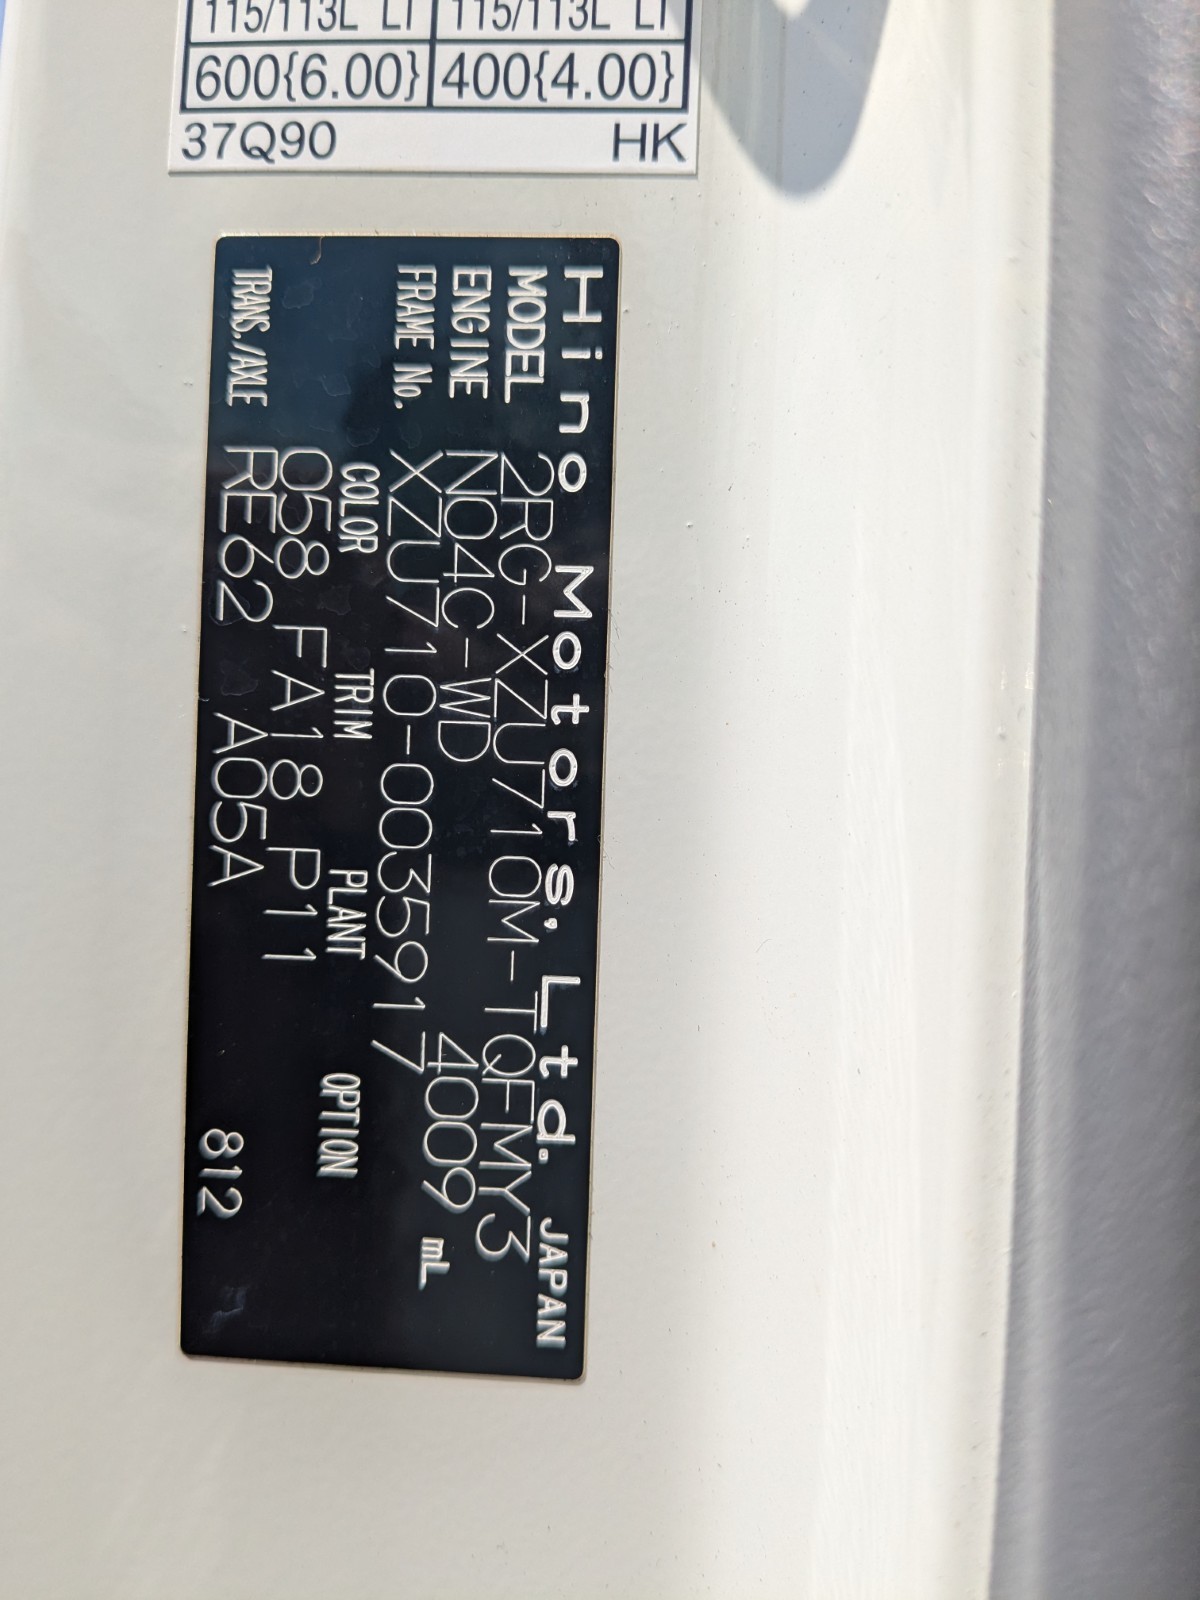 115/113L LT 115/113L LT
600{6.00} 400{4.00}
37Q90 HK
Hino Motors, Ltd. JAPAN
MODEL 2RG-XZU710M-TQFMY3
ENGINE N04C-WD 4009 mL
FRAME No. XZU710-0035917
COLOR TRIM PLANT OPTION
058 FA18 P11
TRANS./AXLE RE62 A05A 812